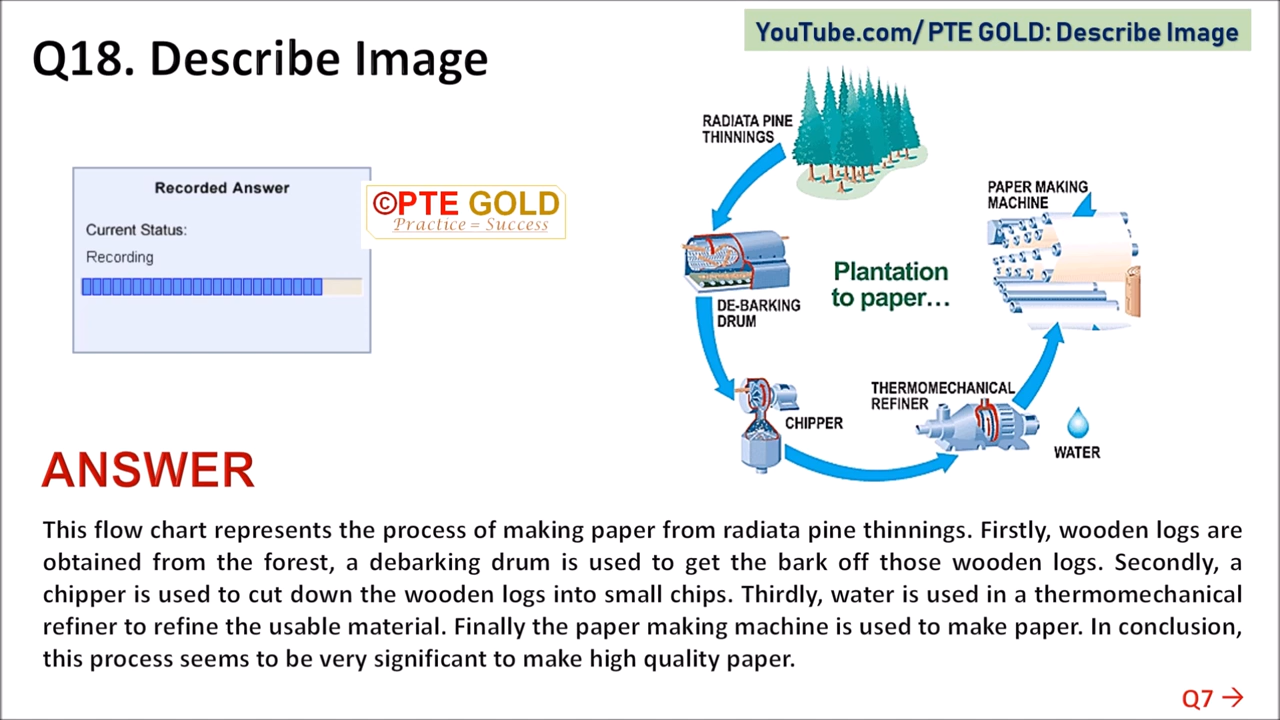 Q18. Describe Image
YouTube.com/ PTE GOLD: Describe Image
Recorded Answer
Current Status:
Recording
©PTE GOLD
Practice = Success
RADIATA PINE
THINNINGS
DE-BARKING
DRUM
CHIPPER
THERMOMECHANICAL
REFINER
WATER
PAPER MAKING
MACHINE
Plantation
to paper...
ANSWER
This flow chart represents the process of making paper from radiata pine thinnings. Firstly, wooden logs are
obtained from the forest, a debarking drum is used to get the bark off those wooden logs. Secondly, a
chipper is used to cut down the wooden logs into small chips. Thirdly, water is used in a thermomechanical
refiner to refine the usable material. Finally the paper making machine is used to make paper. In conclusion,
this process seems to be very significant to make high quality paper.
Q7 →